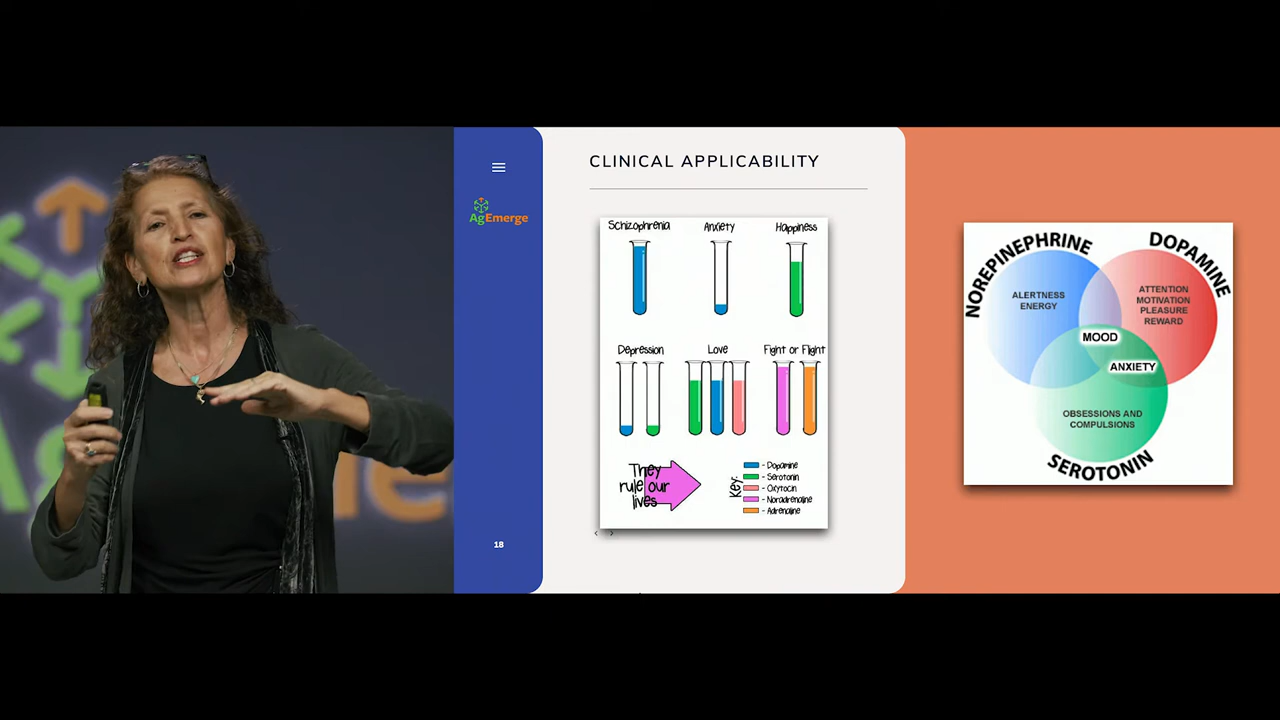 AgEmerge
18
CLINICAL APPLICABILITY
Schizophrenia
Anxiety
Happiness
Depression
Love
Fight or Flight
They
rule our
lives
Key:
- Dopamine
- Serotonin
- Oxytocin
- Noradrenaline
- Adrenaline
NOREPINEPHRINE
DOPAMINE
ALERTNESS
ENERGY
ATTENTION
MOTIVATION
PLEASURE
REWARD
MOOD
ANXIETY
OBSESSIONS AND
COMPULSIONS
SEROTONIN